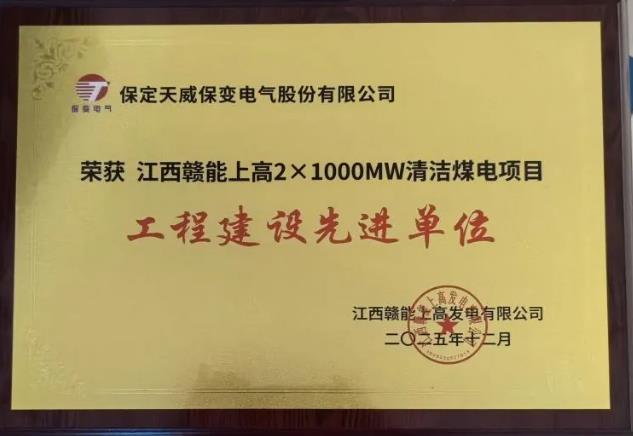 保变电气
保定天威保变电气股份有限公司
荣获 江西赣能上高2×1000MW清洁煤电项目
工程建设先进单位
江西赣能上高发电有限公司
二〇二五年十二月